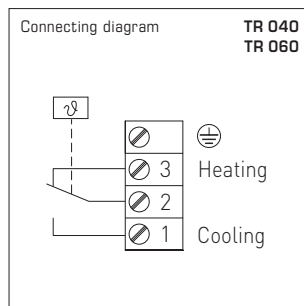 Connecting diagram TR 040
TR 060
ϑ
3 Heating
2
1 Cooling